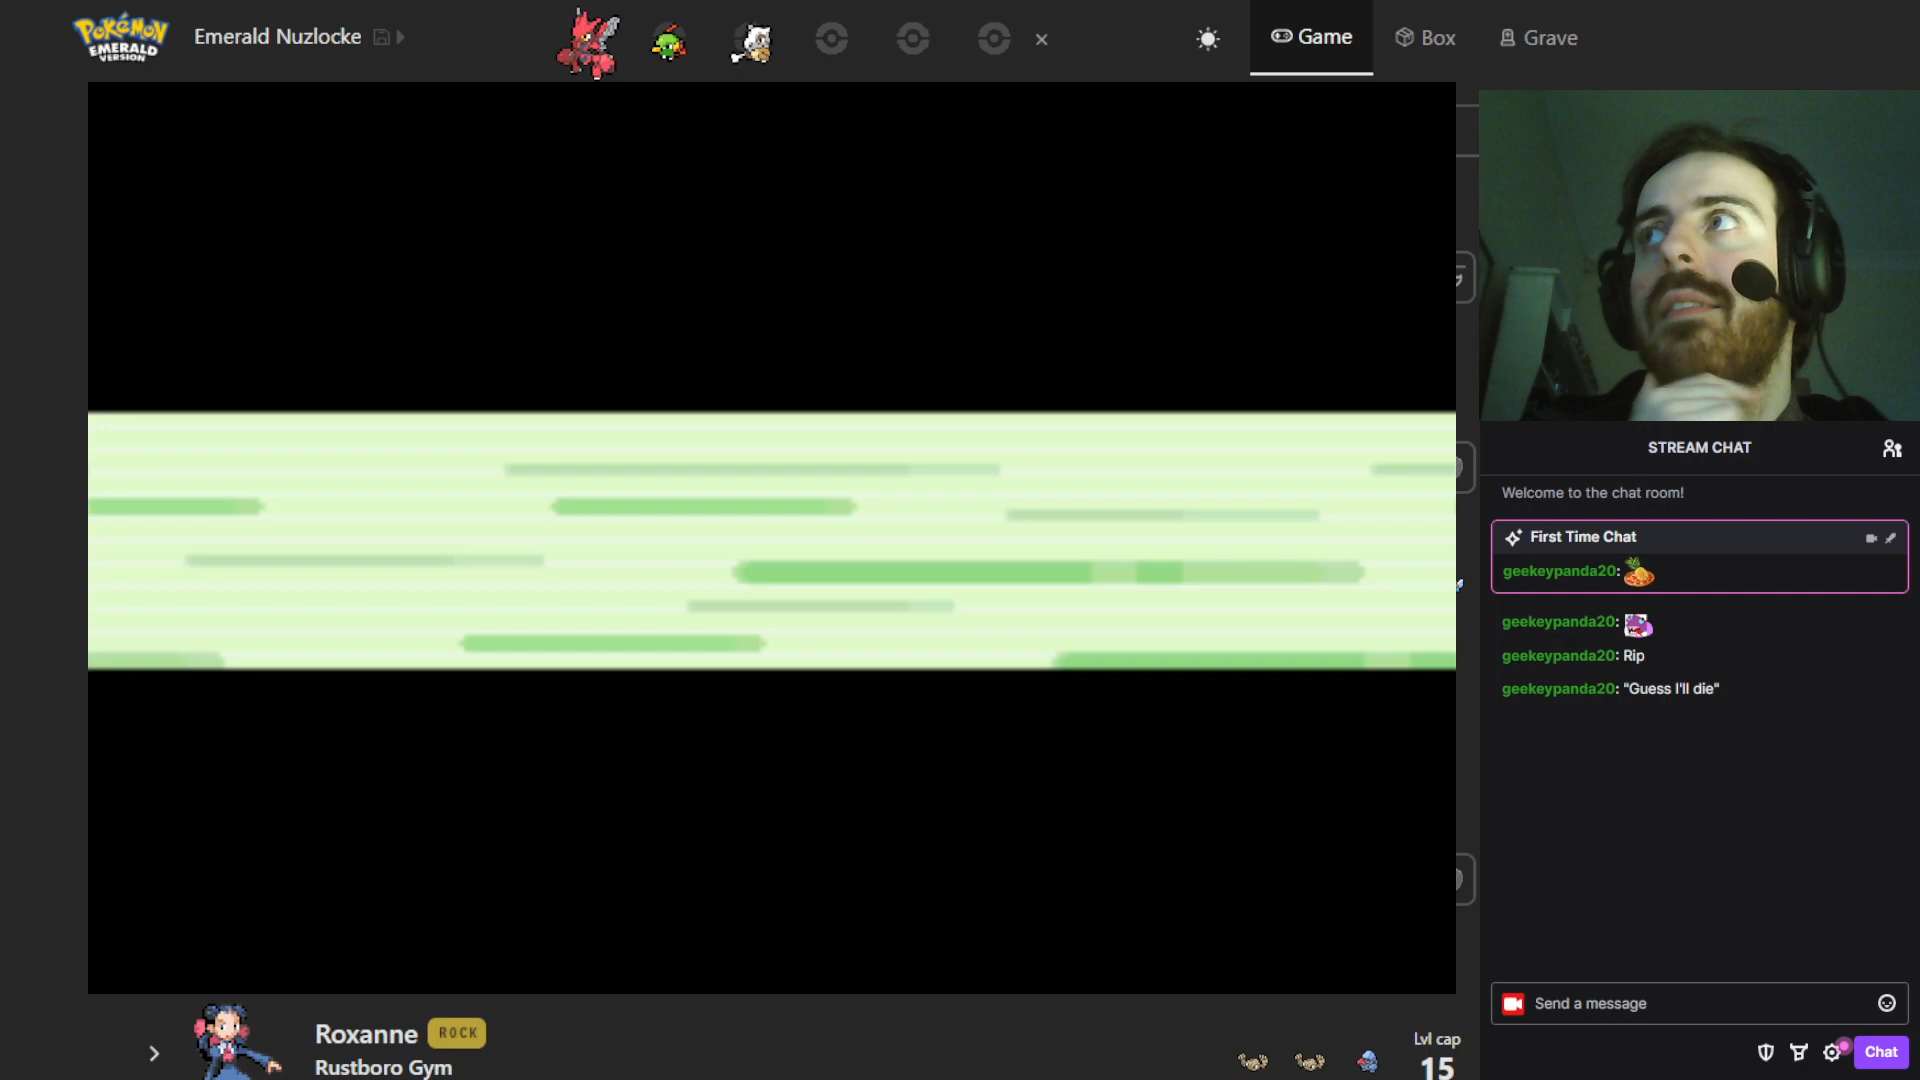 POKéMON
EMERALD
VERSION
Emerald Nuzlocke
Game
Box
Grave
STREAM CHAT
Welcome to the chat room!
First Time Chat
geekeypanda20:
geekeypanda20:
geekeypanda20: Rip
geekeypanda20: "Guess I'll die"
Send a message
Chat
Roxanne ROCK
Rustboro Gym
Lvl cap
15